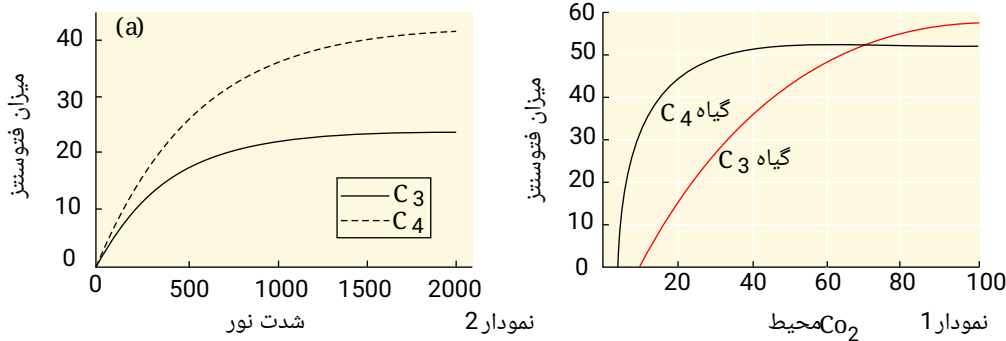 (a)
میزان فتوسنتز
40
30
20
10
0
C 3
C 4
0 500 1000 1500 2000
شدت نور
نمودار 2
میزان فتوسنتز
60
50
40
30
20
10
0
گیاه C 4
گیاه C 3
20 40 60 80 100
Co2محیط
نمودار 1